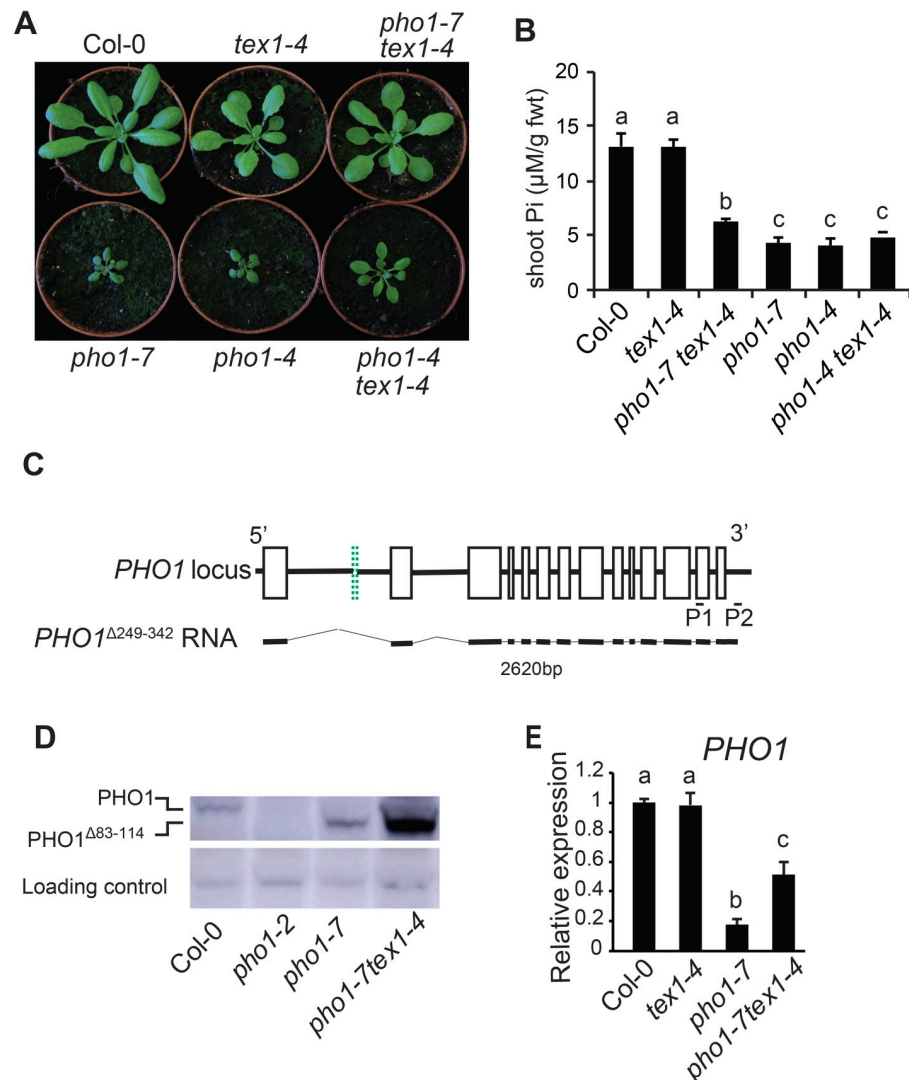 A
Col-0
tex1-4
pho1-7
tex1-4
pho1-7
pho1-4
pho1-4
tex1-4
B
shoot Pi (µM/g fwt)
20
15
10
5
0
a
a
b
c
c
c
Col-0
tex1-4
pho1-7 tex1-4
pho1-7
pho1-4
pho1-4 tex1-4
C
5’
3’
PHO1 locus
P1
P2
PHO1Δ249-342 RNA
2620bp
D
PHO1
PHO1Δ83-114
Loading control
Col-0
pho1-2
pho1-7
pho1-7tex1-4
E
PHO1
Relative expression
1.2
1
0.8
0.6
0.4
0.2
0
a
a
b
c
Col-0
tex1-4
pho1-7
pho1-7tex1-4